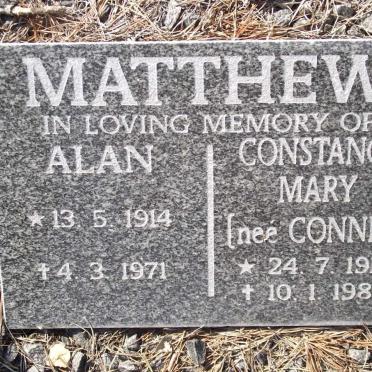 MATTHEW
IN LOVING MEMORY OF
ALAN
★ 13. 5. 1914
✝ 4. 3. 1971
CONSTANC
MARY
(neé CONN
★ 24. 7. 19
✝ 10. 1. 198